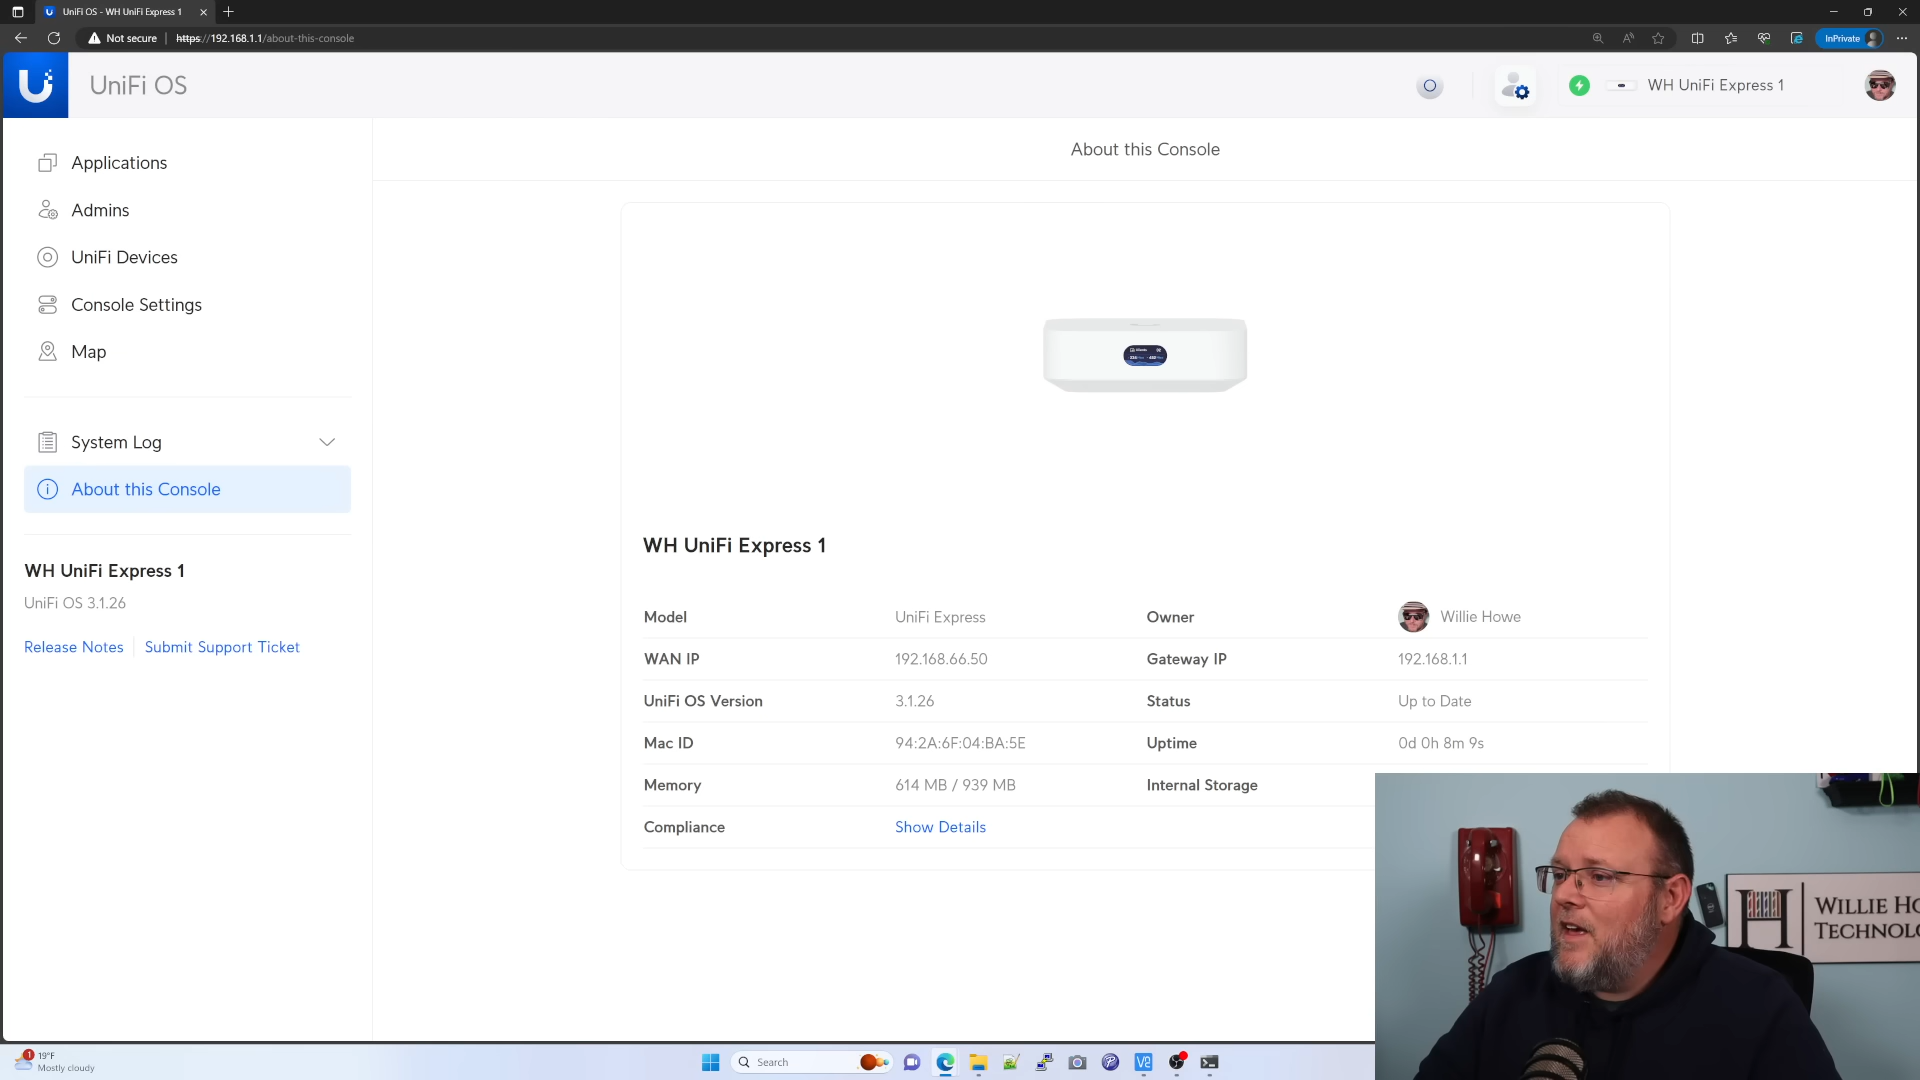 UniFi OS - WH UniFi Express 1
Not secure | https://192.168.1.1/about-this-console
InPrivate
UniFi OS
WH UniFi Express 1
Applications
Admins
UniFi Devices
Console Settings
Map
System Log
About this Console
WH UniFi Express 1
UniFi OS 3.1.26
Release Notes
Submit Support Ticket
About this Console
WH UniFi Express 1
Model UniFi Express Owner Willie Howe
WAN IP 192.168.66.50 Gateway IP 192.168.1.1
UniFi OS Version 3.1.26 Status Up to Date
Mac ID 94:2A:6F:04:BA:5E Uptime 0d 0h 8m 9s
Memory 614 MB / 939 MB Internal Storage
Compliance Show Details
WILLIE HO
TECHNOLO
1
19°F
Mostly cloudy
Search